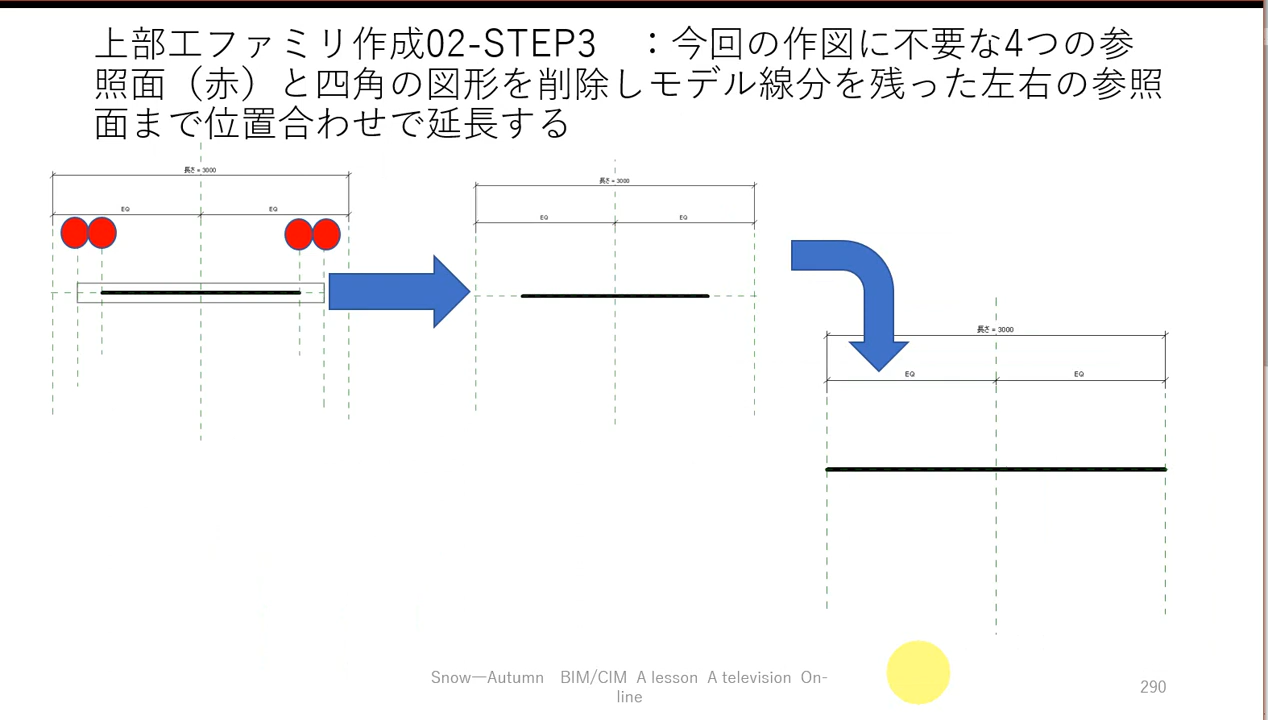 上部工ファミリ作成02-STEP3　：今回の作図に不要な4つの参
照面（赤）と四角の図形を削除しモデル線分を残った左右の参照
面まで位置合わせで延長する
長さ = 3000
EQ EQ
長さ = 3000
EQ EQ
長さ = 3000
EQ EQ
Snow―Autumn　BIM/CIM A lesson A television On-
line
290